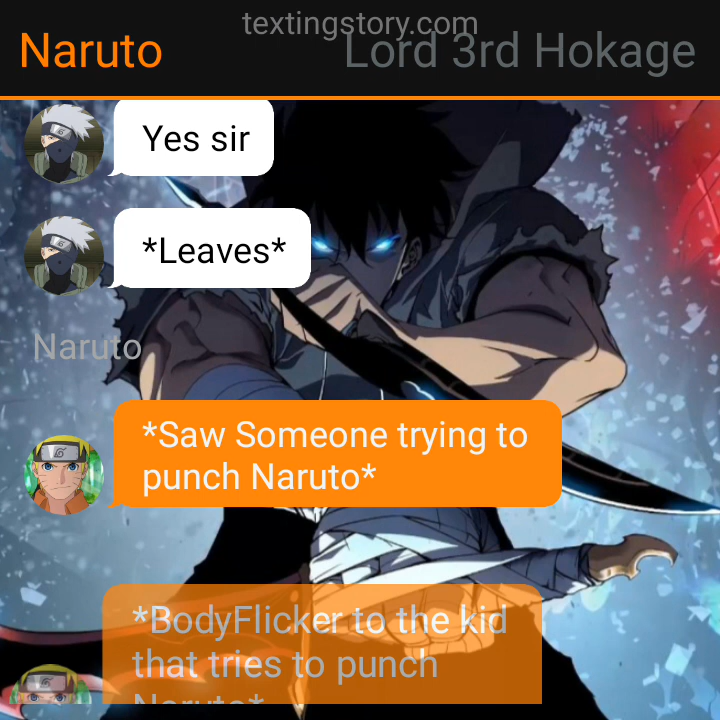 textingstory.com
Naruto
Lord 3rd Hokage
Yes sir
*Leaves*
Naruto
*Saw Someone trying to
punch Naruto*
*BodyFlicker to the kid
that tries to punch
Naruto*